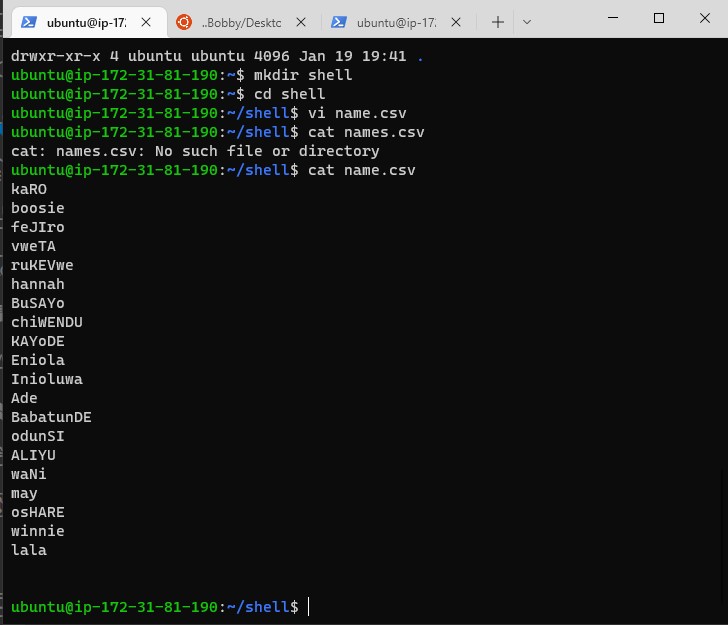 ubuntu@ip-172
..Bobby/Deskto
ubuntu@ip-172
drwxr-xr-x 4 ubuntu ubuntu 4096 Jan 19 19:41 .
ubuntu@ip-172-31-81-190:~$ mkdir shell
ubuntu@ip-172-31-81-190:~$ cd shell
ubuntu@ip-172-31-81-190:~/shell$ vi name.csv
ubuntu@ip-172-31-81-190:~/shell$ cat names.csv
cat: names.csv: No such file or directory
ubuntu@ip-172-31-81-190:~/shell$ cat name.csv
kaRO
boosie
feJIro
vweTA
ruKEVwe
hannah
BuSAYo
chiWENDU
KAYoDE
Eniola
Inioluwa
Ade
BabatunDE
odunSI
ALIYU
waNi
may
osHARE
winnie
lala
ubuntu@ip-172-31-81-190:~/shell$